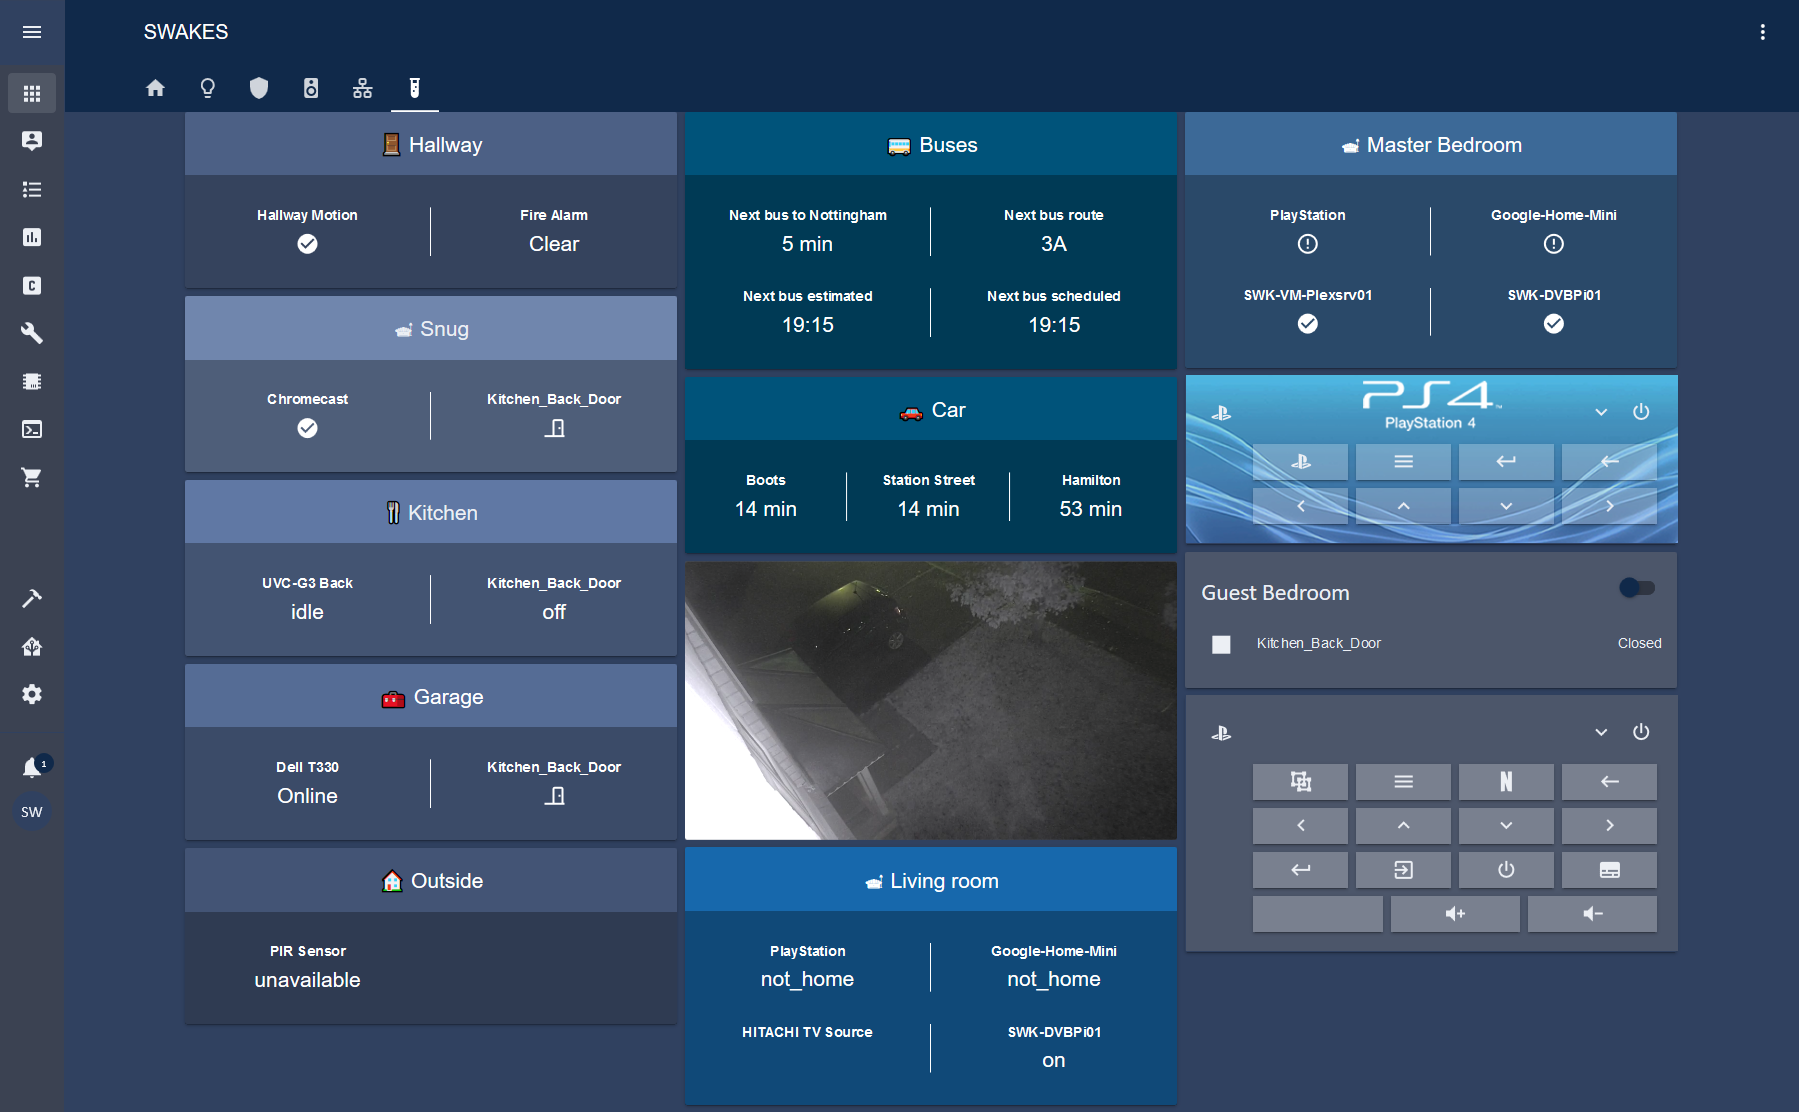 SWAKES
Hallway
Hallway Motion
Fire Alarm
Clear
Snug
Chromecast
Kitchen_Back_Door
Kitchen
UVC-G3 Back
Kitchen_Back_Door
idle
off
Garage
Dell T330
Kitchen_Back_Door
Online
Outside
PIR Sensor
unavailable
Buses
Next bus to Nottingham
Next bus route
5 min
3A
Next bus estimated
Next bus scheduled
19:15
19:15
Car
Boots
Station Street
Hamilton
14 min
14 min
53 min
Living room
PlayStation
Google-Home-Mini
not_home
not_home
HITACHI TV Source
SWK-DVBPi01
on
Master Bedroom
PlayStation
Google-Home-Mini
SWK-VM-Plexsrv01
SWK-DVBPi01
PS4™
PlayStation 4
Guest Bedroom
Kitchen_Back_Door
Closed
N
C
1
SW